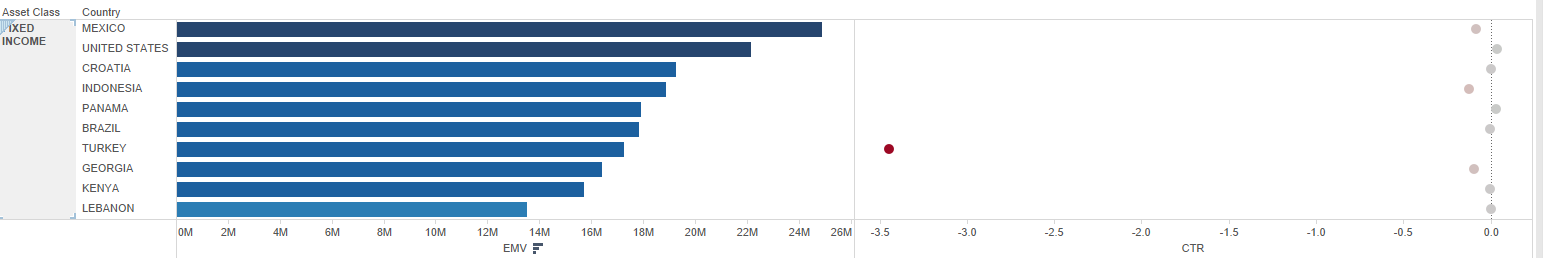 Asset Class Country
FIXED INCOME
MEXICO
UNITED STATES
CROATIA
INDONESIA
PANAMA
BRAZIL
TURKEY
GEORGIA
KENYA
LEBANON
0M 2M 4M 6M 8M 10M 12M 14M 16M 18M 20M 22M 24M 26M -3.5 -3.0 -2.5 -2.0 -1.5 -1.0 -0.5 0.0
EMV CTR